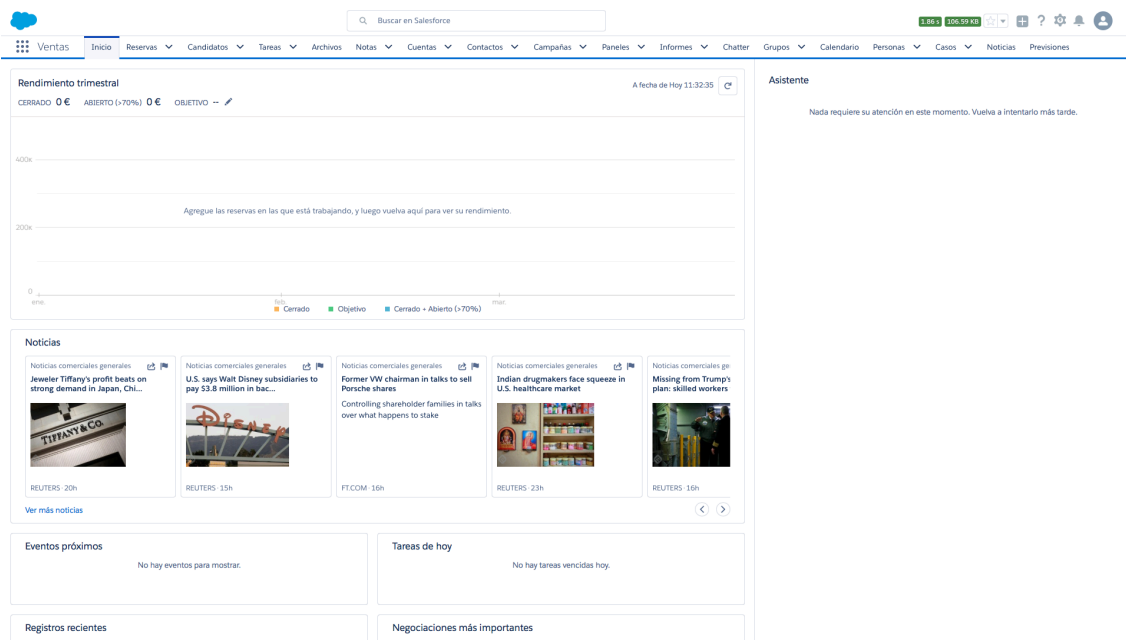 Buscar en Salesforce
1.86 s 106.59 KB
Ventas Inicio Reservas Candidatos Tareas Archivos Notas Cuentas Contactos Campañas Paneles Informes Chatter Grupos Calendario Personas Casos Noticias Previsiones
Rendimiento trimestral
A fecha de Hoy 11:32:35
CERRADO 0 € ABIERTO (>70%) 0 € OBJETIVO --
400K
200K
0
Agregue las reservas en las que está trabajando, y luego vuelva aquí para ver su rendimiento.
ene. feb. mar.
Cerrado Objetivo Cerrado + Abierto (>70%)
Asistente
Nada requiere su atención en este momento. Vuelva a intentarlo más tarde.
Noticias
Noticias comerciales generales
Jeweler Tiffany's profit beats on
strong demand in Japan, Chi...
TIFFANY & CO.
REUTERS · 20h
Noticias comerciales generales
U.S. says Walt Disney subsidiaries to
pay $3.8 million in bac...
DISNEY
REUTERS · 15h
Noticias comerciales generales
Former VW chairman in talks to sell
Porsche shares
Controlling shareholder families in talks
over what happens to stake
FT.COM · 16h
Noticias comerciales generales
Indian drugmakers face squeeze in
U.S. healthcare market
REUTERS · 23h
Noticias comerciales ge
Missing from Trump's
plan: skilled workers
REUTERS · 16h
Ver más noticias
Eventos próximos
No hay eventos para mostrar.
Tareas de hoy
No hay tareas vencidas hoy.
Registros recientes
Negociaciones más importantes